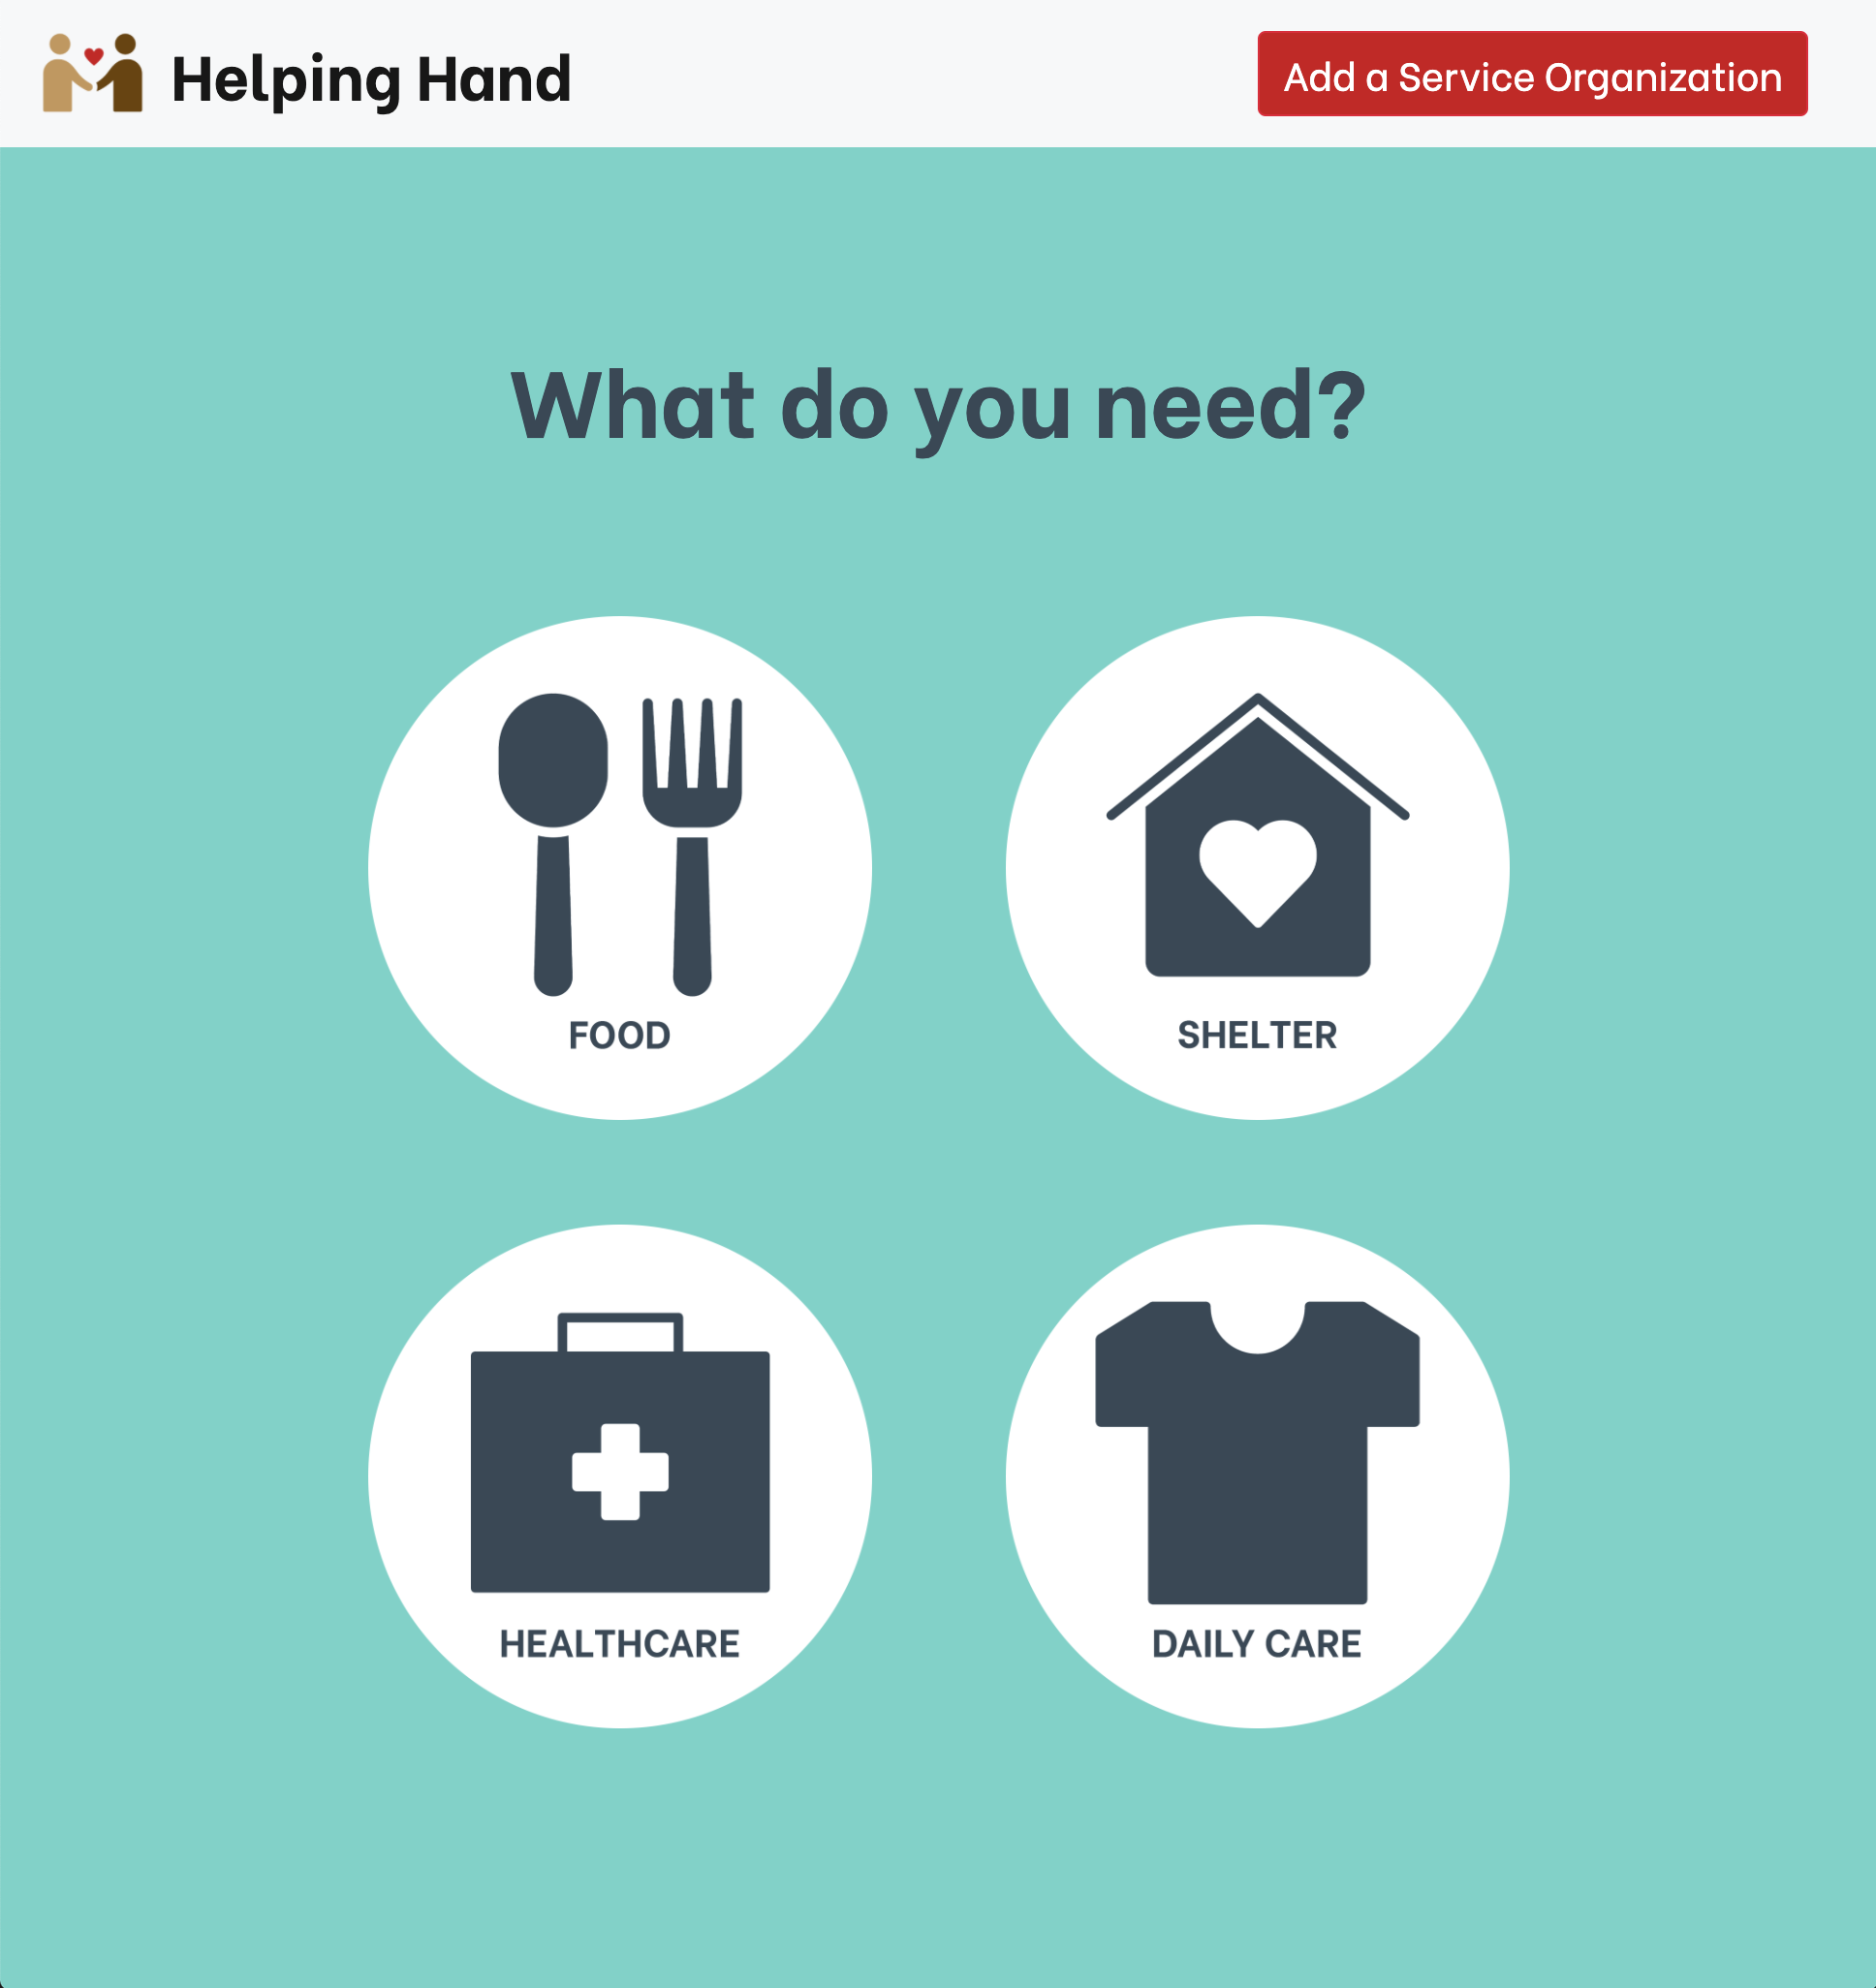 Helping Hand
Add a Service Organization
What do you need?
FOOD
SHELTER
HEALTHCARE
DAILY CARE